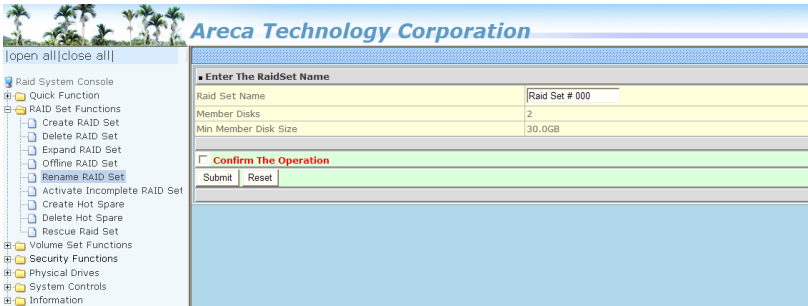 Areca Technology Corporation
|open all|close all|
Raid System Console
Quick Function
RAID Set Functions
Create RAID Set
Delete RAID Set
Expand RAID Set
Offline RAID Set
Rename RAID Set
Activate Incomplete RAID Set
Create Hot Spare
Delete Hot Spare
Rescue Raid Set
Volume Set Functions
Security Functions
Physical Drives
System Controls
Information
Enter The RaidSet Name
Raid Set Name Raid Set # 000
Member Disks 2
Min Member Disk Size 30.0GB
Confirm The Operation
Submit Reset